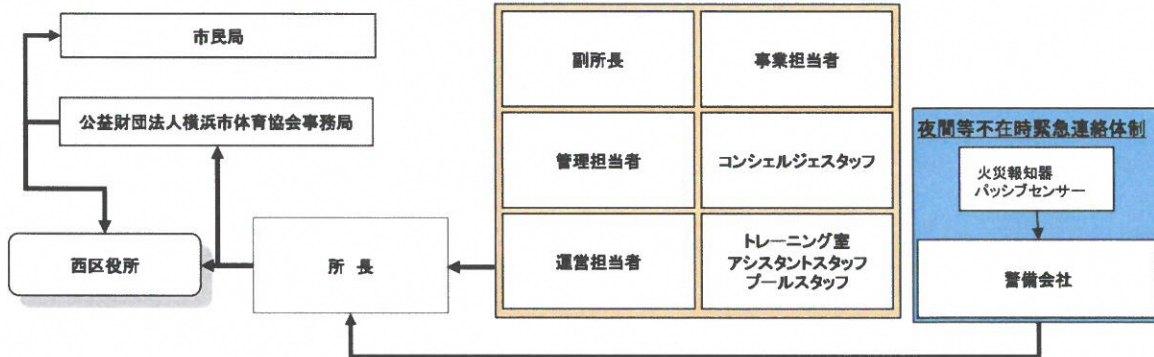 市民局
公益財団法人横浜市体育協会事務局
西区役所
所 長
副所長
事業担当者
管理担当者
コンシェルジェスタッフ
運営担当者
トレーニング室
アシスタントスタッフ
プールスタッフ
夜間等不在時緊急連絡体制
火災報知器
パッシブセンサー
警備会社